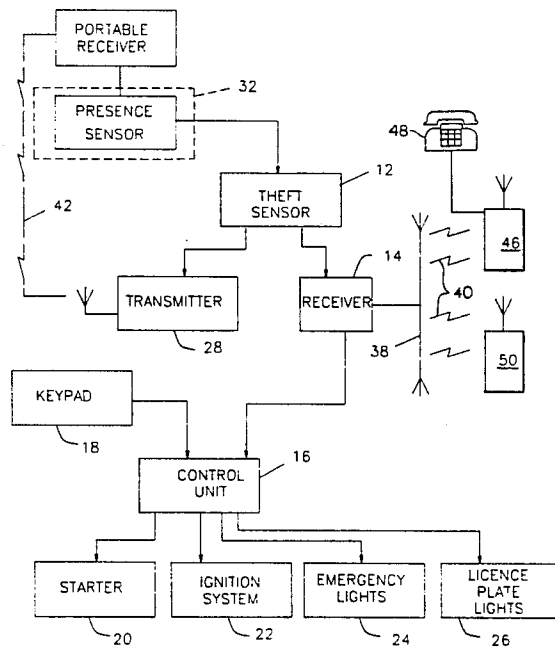 PORTABLE
RECEIVER
32
PRESENCE
SENSOR
48
12
THEFT
SENSOR
42
14
46
TRANSMITTER
RECEIVER
40
28
38
50
KEYPAD
18
16
CONTROL
UNIT
STARTER
IGNITION
SYSTEM
EMERGENCY
LIGHTS
LICENCE
PLATE
LIGHTS
20
22
24
26